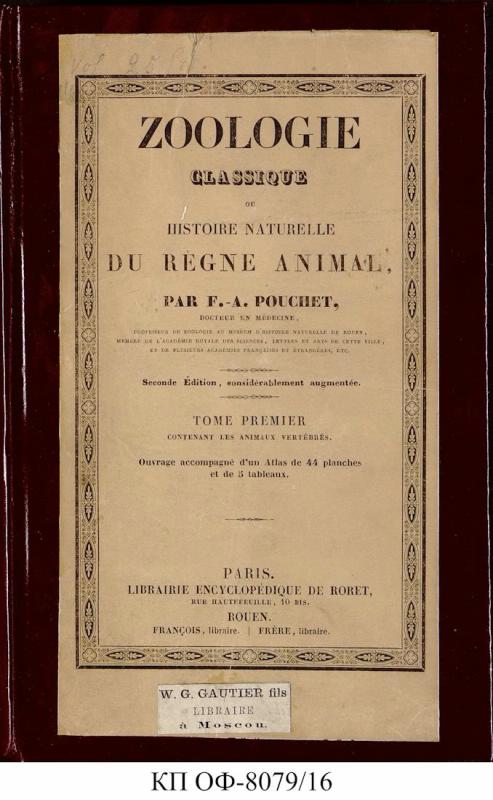 ZOOLOGIE
CLASSIQUE
OU
HISTOIRE NATURELLE
DU RÈGNE ANIMAL,
PAR F.-A. POUCHET,
DOCTEUR EN MÉDECINE,
PROFESSEUR DE ZOOLOGIE AU MUSÉUM D'HISTOIRE NATURELLE DE ROUEN,
MEMBRE DE L'ACADÉMIE ROYALE DES SCIENCES, LETTRES ET ARTS DE CETTE VILLE,
ET DE PLUSIEURS ACADÉMIES FRANÇAISES ET ÉTRANGÈRES, ETC.
Seconde Édition, considérablement augmentée.
TOME PREMIER
CONTENANT LES ANIMAUX VERTÉBRÉS.
Ouvrage accompagné d'un Atlas de 44 planches
et de 5 tableaux.
PARIS.
LIBRAIRIE ENCYCLOPÉDIQUE DE RORET,
RUE HAUTEFEUILLE, 10 BIS.
ROUEN.
FRANÇOIS, libraire. | FRÈRE, libraire.
W. G. GAUTIER fils
LIBRAIRE
à Moscou.
КП ОФ-8079/16